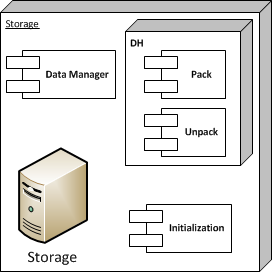 Storage
DH
Data Manager
Pack
Unpack
Storage
Initialization